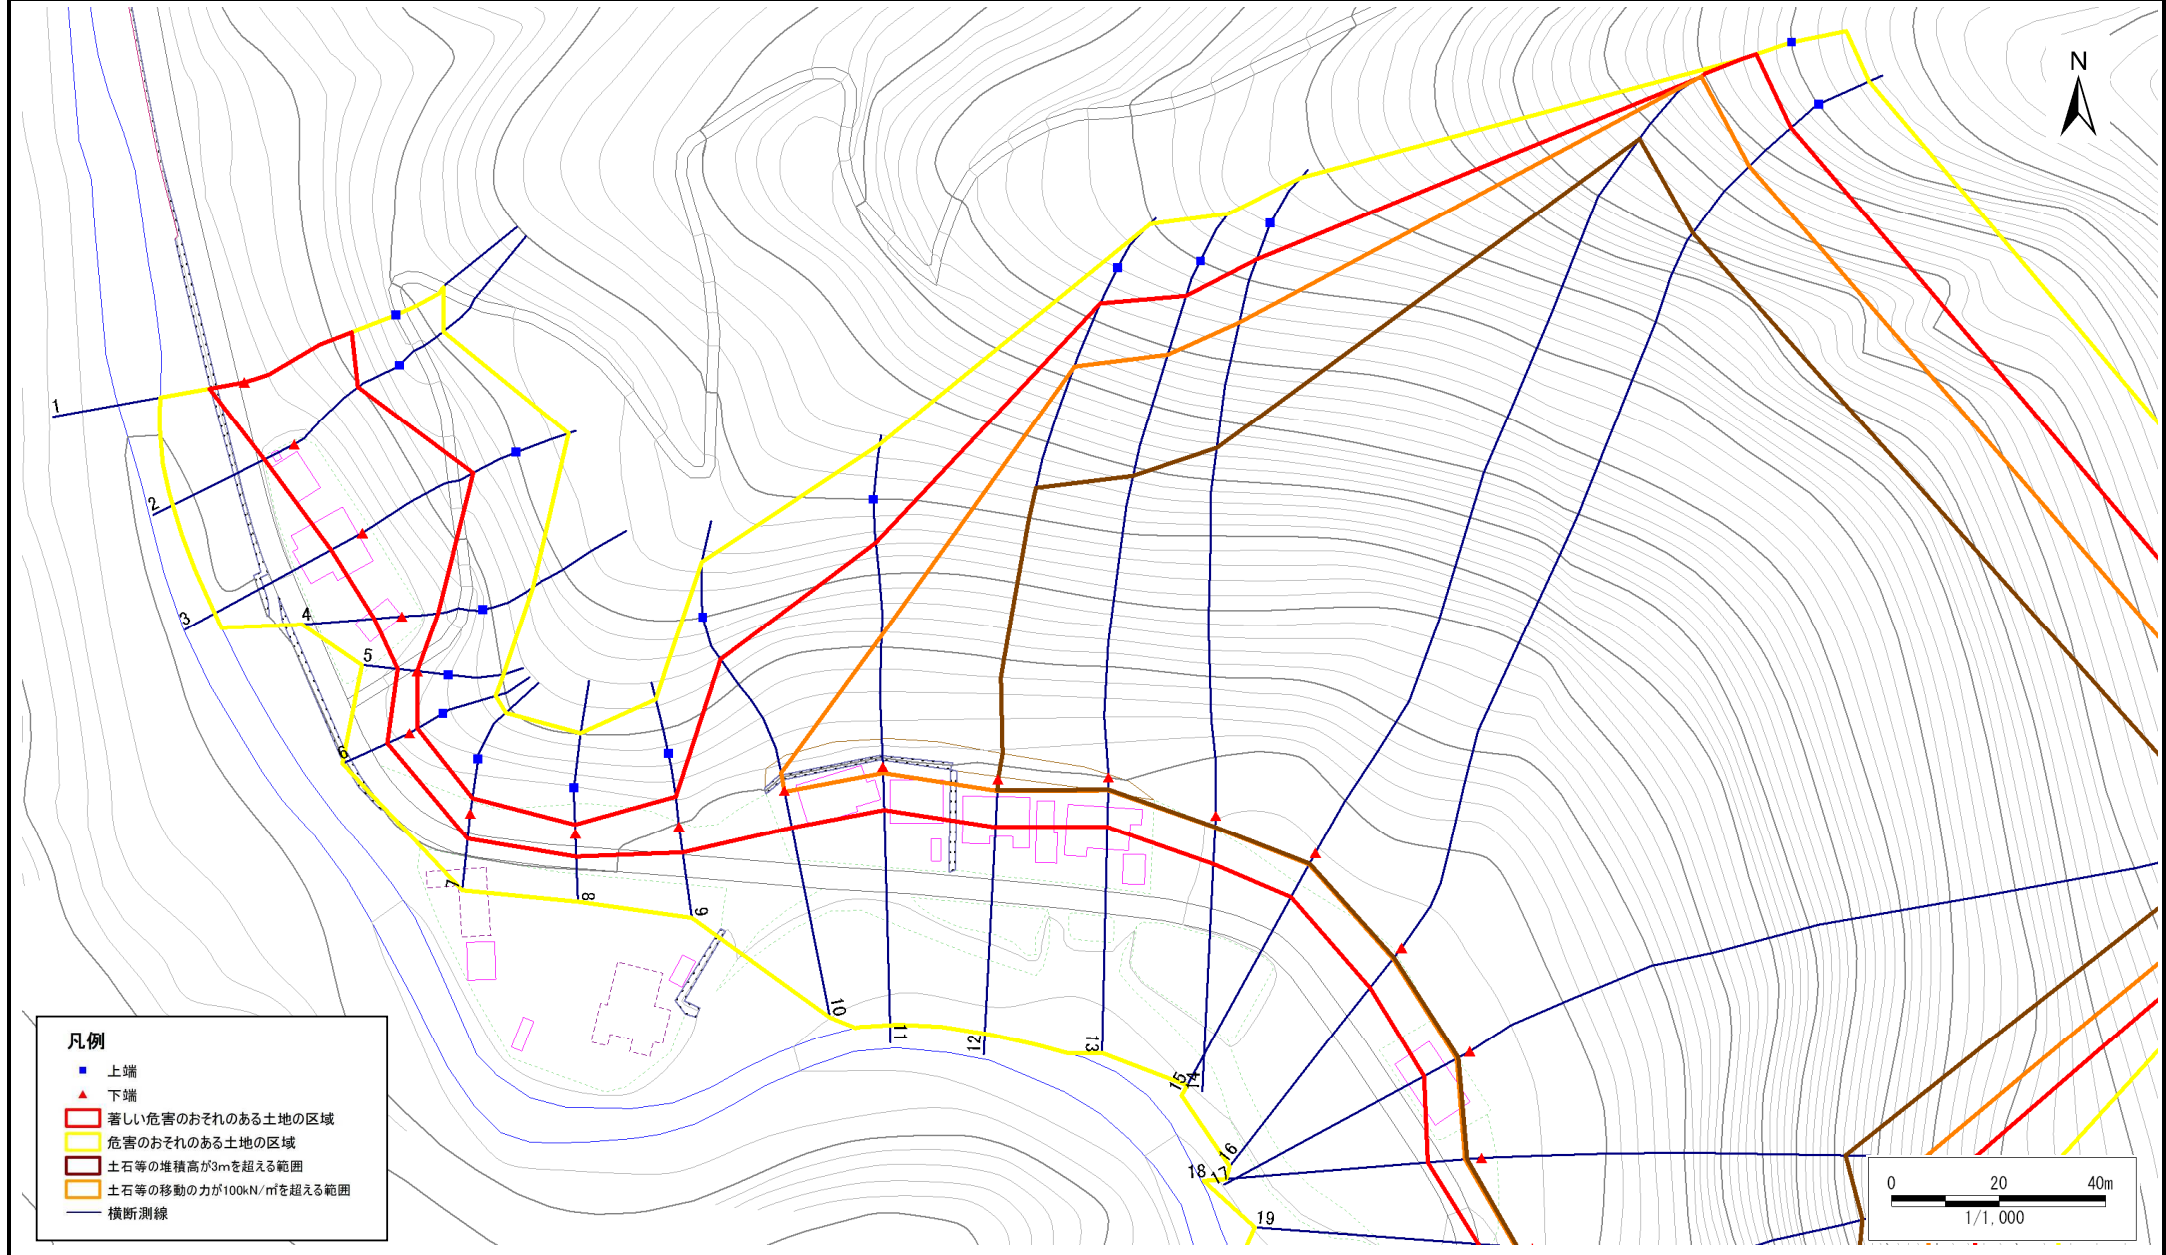 N
1
2
3
4
5
6
7
8
9
10
11
12
13
14
15
16
17
18
19
凡例
上端
下端
著しい危害のおそれのある土地の区域
危害のおそれのある土地の区域
土石等の堆積高が3mを超える範囲
土石等の移動の力が100kN/㎡を超える範囲
横断測線
0 20 40m
1/1,000